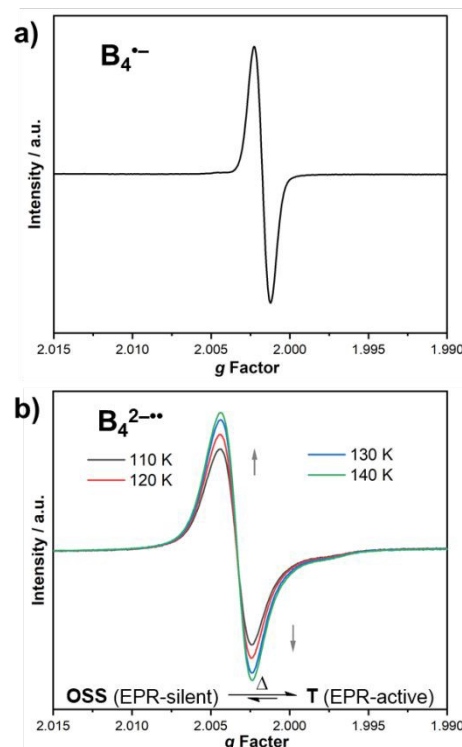 a)
B₄•−
Intensity / a.u.
2.015 2.010 2.005 2.000 1.995 1.990
g Factor
b)
B₄2−••
110 K 130 K
120 K 140 K
Intensity / a.u.
Δ
OSS (EPR-silent) T (EPR-active)
2.015 2.010 2.005 2.000 1.995 1.990
g Facter